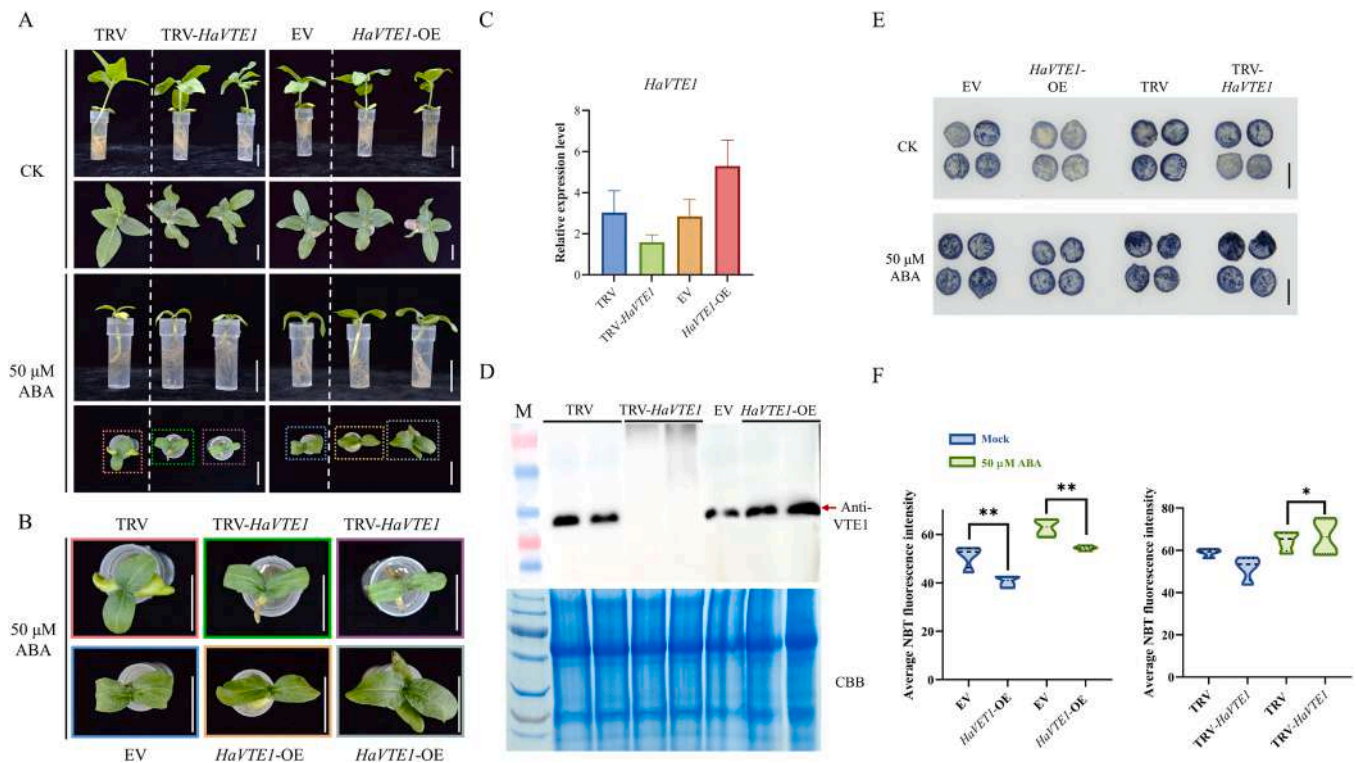 A
TRV TRV-HaVTE1 EV HaVTE1-OE
CK
50 μM
ABA
B
TRV TRV-HaVTE1 TRV-HaVTE1
50 μM
ABA
EV HaVTE1-OE HaVTE1-OE
C
HaVTE1
Relative expression level
8
6
4
2
0
TRV
TRV-HaVTE1
EV
HaVTE1-OE
D
M TRV TRV-HaVTE1 EV HaVTE1-OE
Anti-
VTE1
CBB
E
EV
HaVTE1-
OE
TRV
TRV-
HaVTE1
CK
50 μM
ABA
F
Mock
50 μM ABA
Average NBT fluorescence intensity
60
40
20
0
**
**
EV
HaVET1-OE
EV
HaVTE1-OE
Average NBT fluorescence intensity
80
60
40
20
0
*
TRV
TRV-HaVTE1
TRV
TRV-HaVTE1